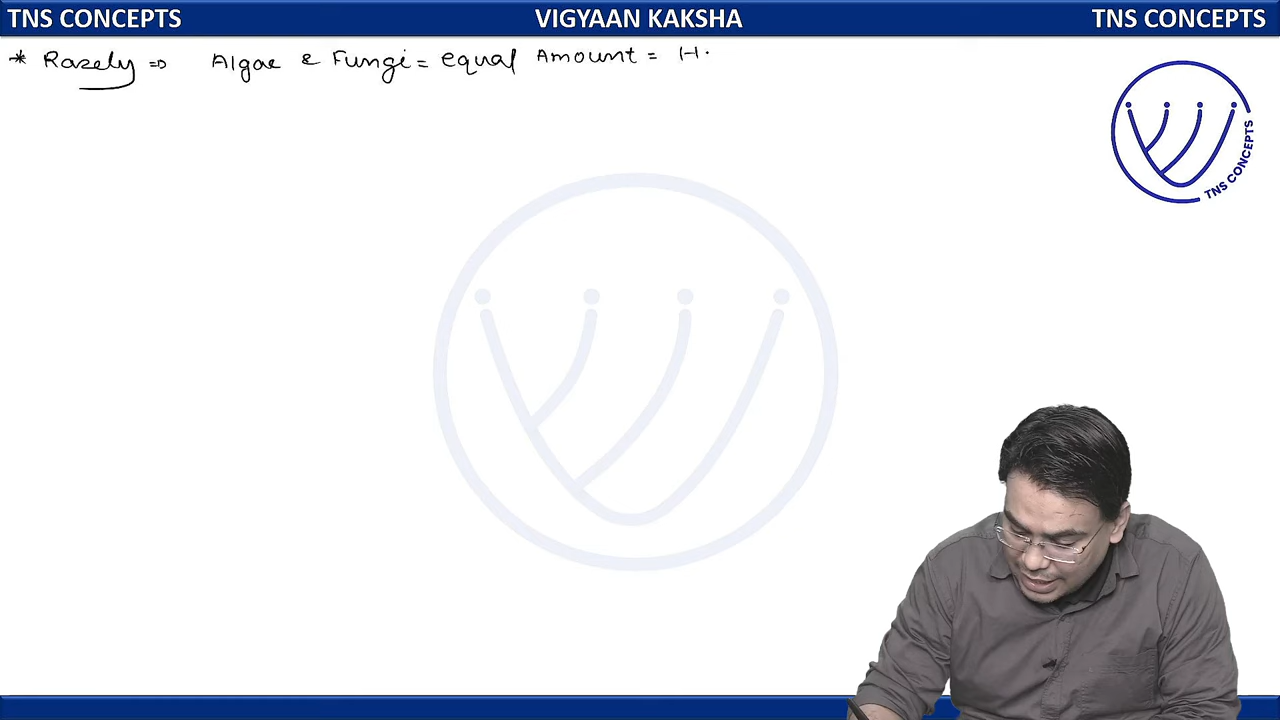 TNS CONCEPTS VIGYAAN KAKSHA TNS CONCEPTS
* Rarely ⇒ Algae & Fungi = equal Amount = H.
TNS CONCEPTS